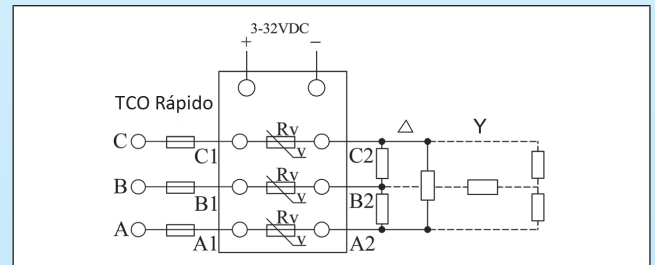 3-32VDC
+ −
TCO Rápido
△ Y
C Rv
C1 v C2
B Rv
B1 v B2
A Rv
A1 v A2